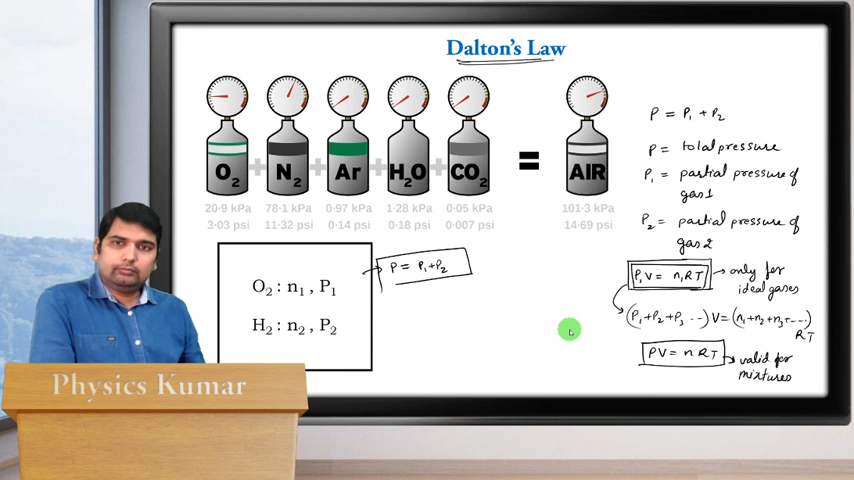 Dalton's Law
O2 + N2 + Ar + H2O + CO2 = AIR
20·9 kPa 78·1 kPa 0·97 kPa 1·28 kPa 0·05 kPa 101·3 kPa
3·03 psi 11·32 psi 0·14 psi 0·18 psi 0·007 psi 14·69 psi
O2 : n1 , P1
H2 : n2 , P2
P = P1+P2
P = P1 + P2
P = total pressure
P1 = partial pressure of
gas1
P2 = partial pressure of
gas2
P1V = n1RT → only for
ideal gases
(P1+P2+P3 ...) V = (n1+n2+n3+....)
RT
PV = nRT → valid for
mixtures
Physics Kumar